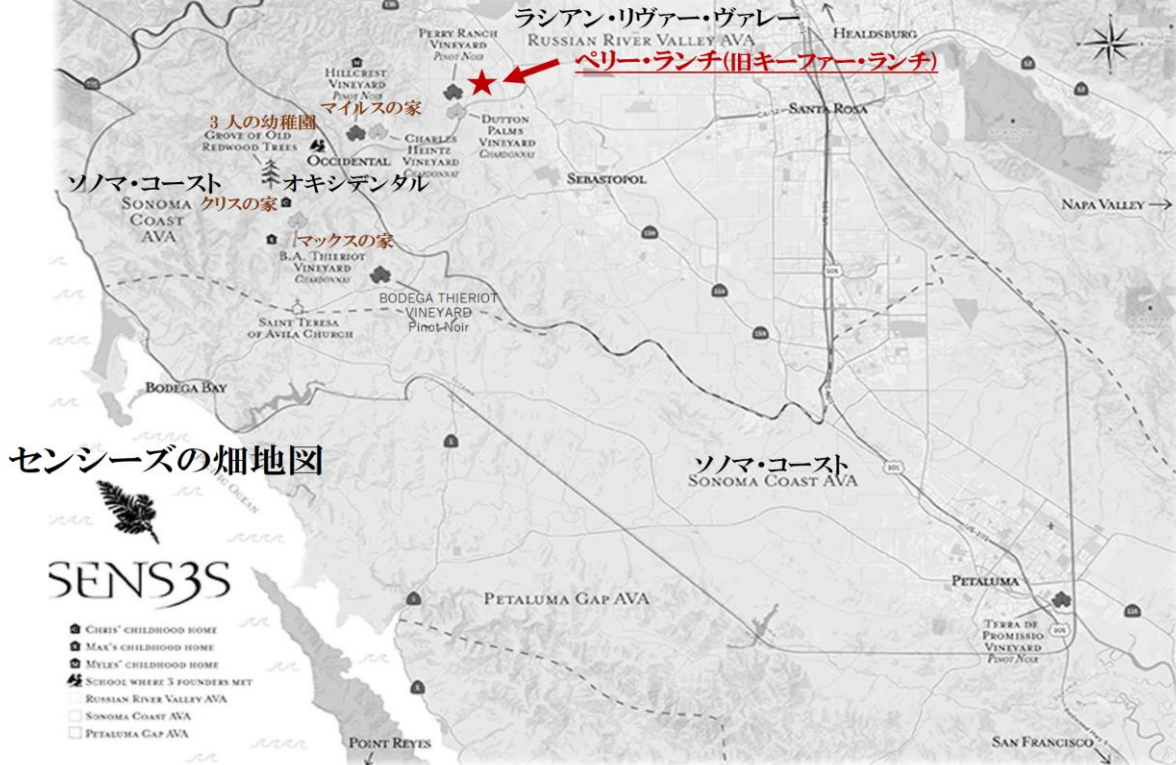 ラシアン・リヴァー・ヴァレー
RUSSIAN RIVER VALLEY AVA
HEALDSBURG
PERRY RANCH
VINEYARD
PINOT NOIR
ペリー・ランチ(旧キーファー・ランチ)
HILLCREST
VINEYARD
PINOT NOIR
マイルスの家
SANTA ROSA
DUTTON
PALMS
VINEYARD
CHARDONNAY
3人の幼稚園
GROVE OF OLD
REDWOOD TREES
OCCIDENTAL
CHARLES
HEINTZ
VINEYARD
CHARDONNAY
SEBASTOPOL
ソノマ・コースト
オキシデンタル
SONOMA
COAST
AVA
クリスの家
NAPA VALLEY
マックスの家
B.A. THIERIOT
VINEYARD
CHARDONNAY
BODEGA THIERIOT
VINEYARD
Pinot Noir
SAINT TERESA
OF AVILA CHURCH
BODEGA BAY
センシーズの畑地図
ソノマ・コースト
SONOMA COAST AVA
101
101
SENS3S
PETALUMA GAP AVA
PETALUMA
TERRA DE
PROMISSIO
VINEYARD
PINOT NOIR
101
CHRIS' CHILDHOOD HOME
MAX'S CHILDHOOD HOME
MYLES' CHILDHOOD HOME
SCHOOL WHERE 3 FOUNDERS MET
RUSSIAN RIVER VALLEY AVA
SONOMA COAST AVA
PETALUMA GAP AVA
POINT REYES
SAN FRANCISCO